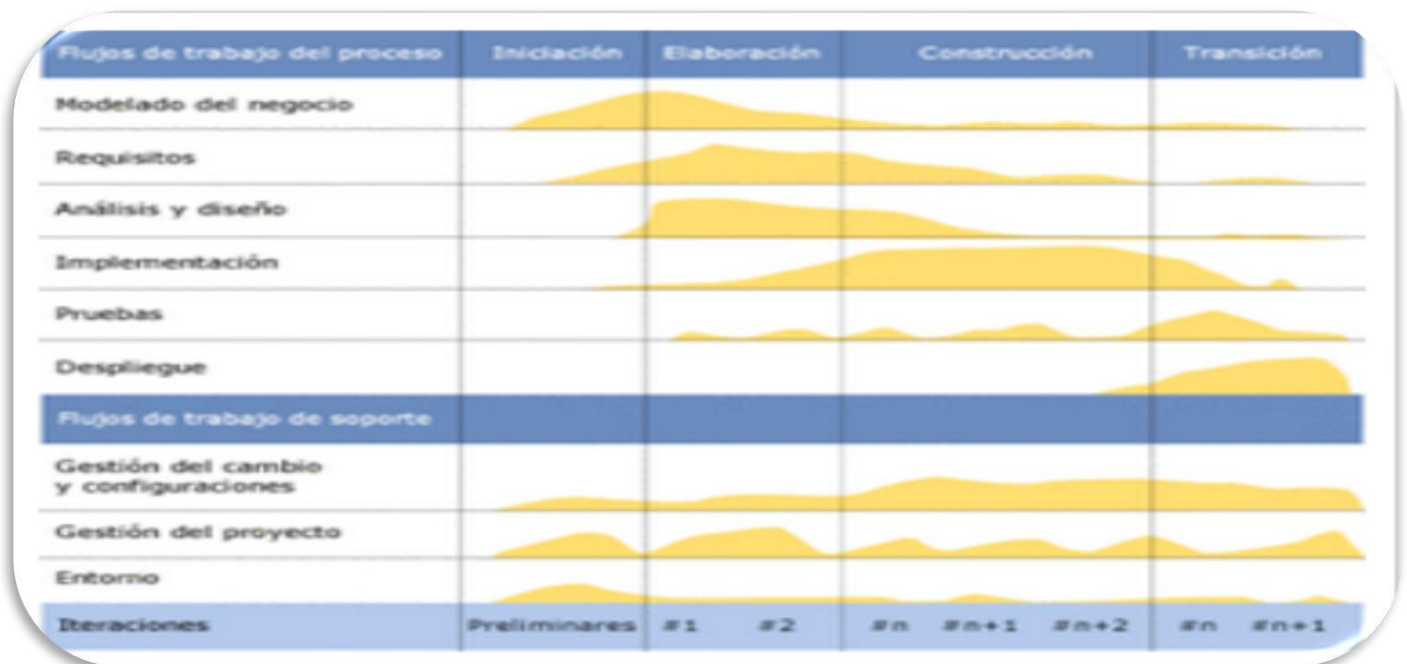 Flujos de trabajo del proceso Iniciación Elaboración Construcción Transición
Modelado del negocio
Requisitos
Análisis y diseño
Implementación
Pruebas
Despliegue
Flujos de trabajo de soporte
Gestión del cambio
y configuraciones
Gestión del proyecto
Entorno
Iteraciones Preliminares #1 #2 #n #n+1 #n+2 #n #n+1